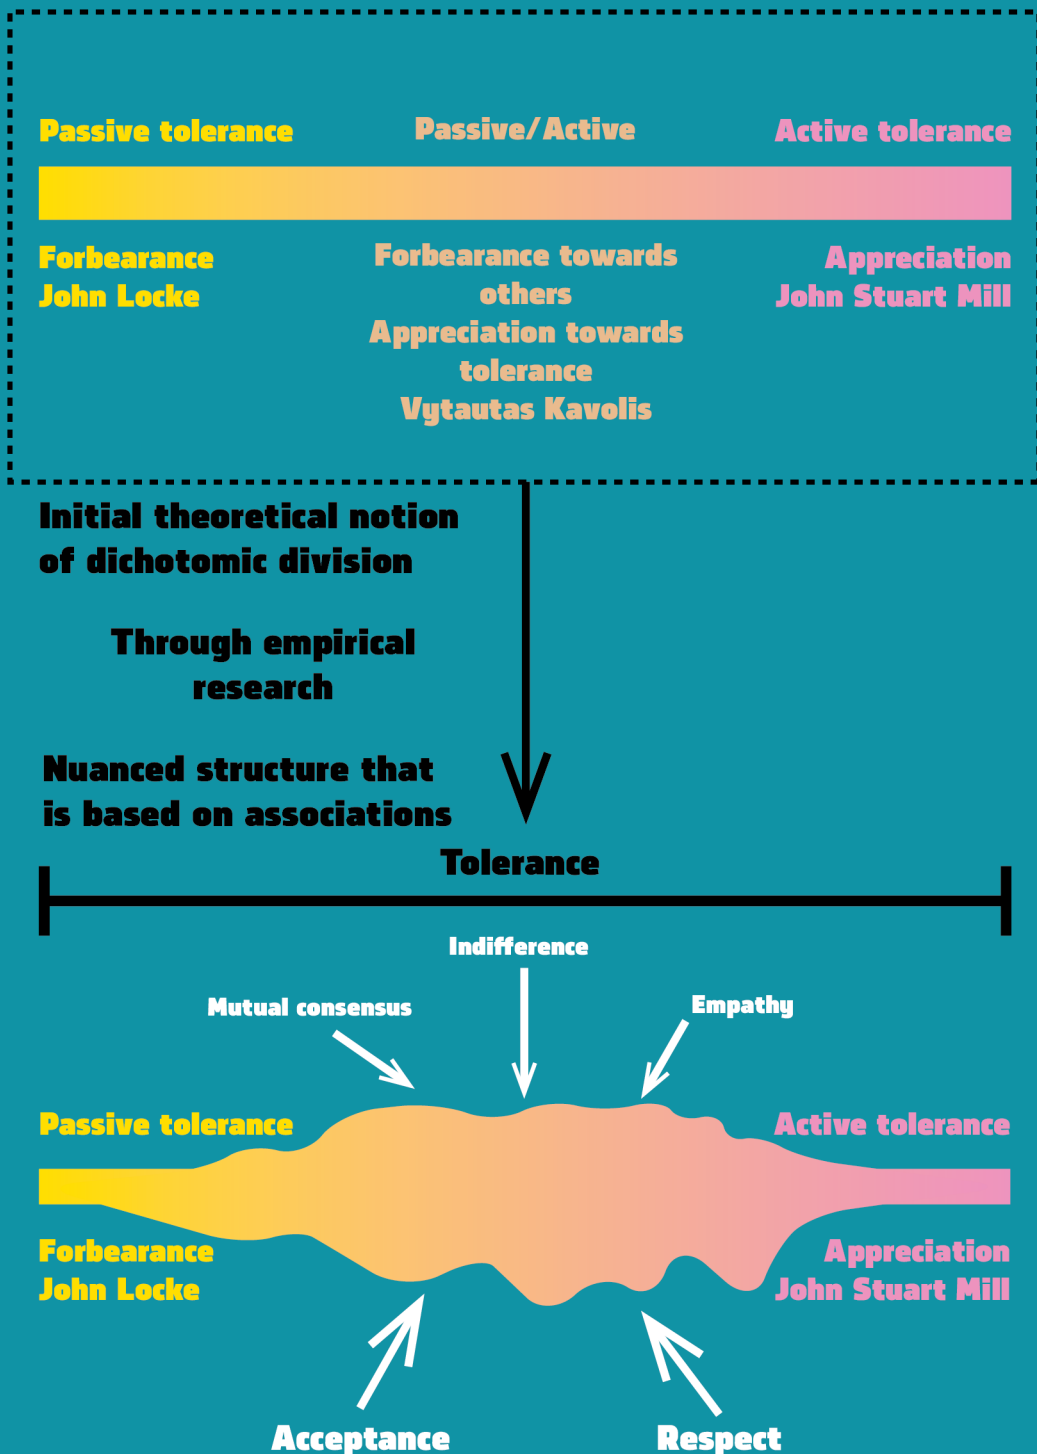 Passive tolerance
Passive/Active
Active tolerance
Forbearance
John Locke
Forbearance towards
others
Appreciation towards
tolerance
Vytautas Kavolis
Appreciation
John Stuart Mill
Initial theoretical notion
of dichotomic division
Through empirical
research
Nuanced structure that
is based on associations
Tolerance
Indifference
Mutual consensus
Empathy
Passive tolerance
Active tolerance
Forbearance
John Locke
Appreciation
John Stuart Mill
Acceptance
Respect